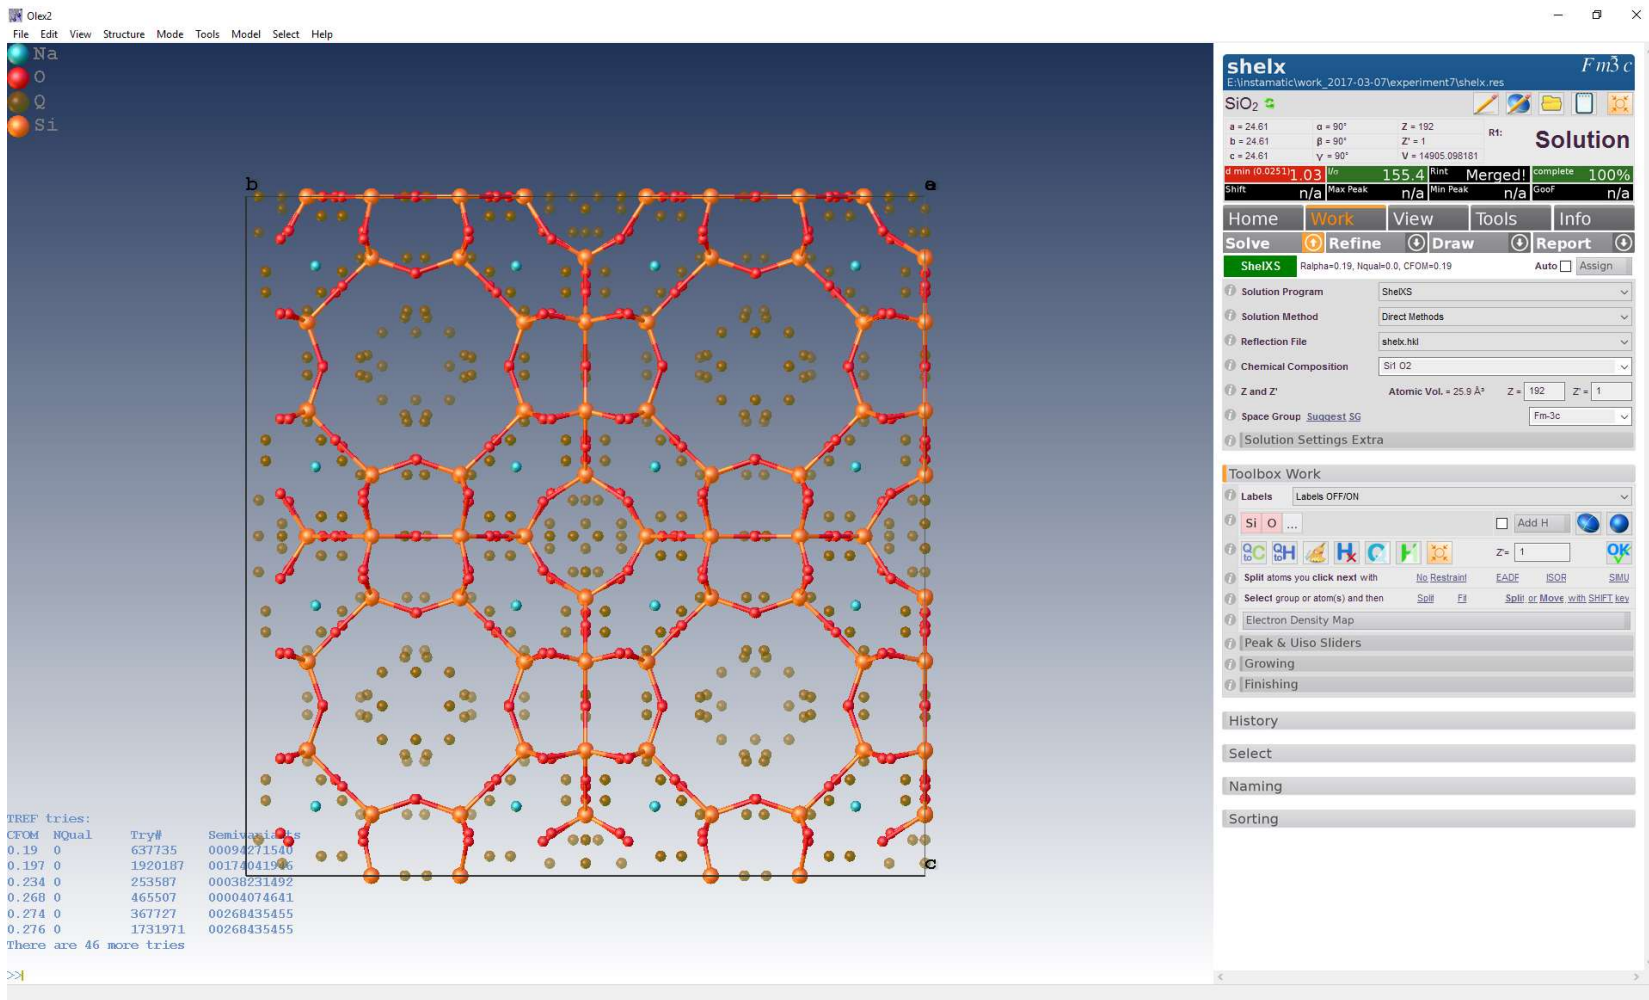 Olex2
File Edit View Structure Mode Tools Model Select Help
Na
O
Q
Si
b
a
c
TREF tries:
CFOM NQual Try# Semivariants
0.19 0 637735 00094271540
0.197 0 1920187
0.234 0 253587 00038231492
0.268 0 465507 00004074641
0.274 0 367727 00268435455
0.276 0 1731971 00268435455
There are 46 more tries
>>
shelx Fm3̄c
E:\instamatic\work_2017-03-07\experiment7\shelx.res
SiO₂
a = 24.61 α = 90° Z = 192 R1: Solution
b = 24.61 β = 90° Z' = 1
c = 24.61 γ = 90° V = 14905.098181
d min (0.0251) 1.03 I/σ 155.4 Rint Merged! complete 100%
Shift n/a Max Peak n/a Min Peak n/a GooF n/a
Home Work View Tools Info
Solve Refine Draw Report
ShelXS Ralpha=0.19, Nqual=0.0, CFOM=0.19 Auto Assign
Solution Program ShelXS
Solution Method Direct Methods
Reflection File shelx.hkl
Chemical Composition Si1 O2
Z and Z' Atomic Vol. = 25.9 Å³ Z = 192 Z' = 1
Space Group Suggest SG Fm-3c
Solution Settings Extra
Toolbox Work
Labels Labels OFF/ON
Si O ... Add H
Q to C Q to H Hx C H Z'= 1 OK
Split atoms you click next with No Restraint EADP ISOR SIMU
Select group or atom(s) and then Split Fit Split or Move with SHIFT key
Electron Density Map
Peak & Uiso Sliders
Growing
Finishing
History
Select
Naming
Sorting